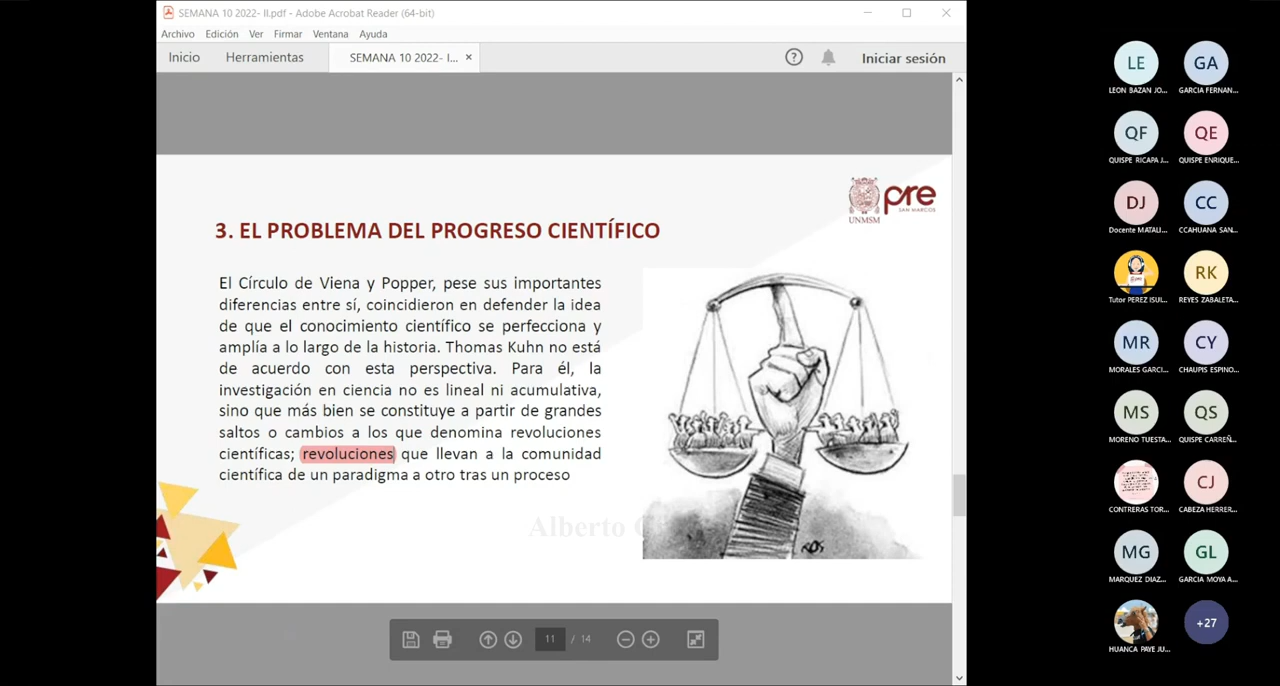 SEMANA 10 2022- II.pdf - Adobe Acrobat Reader (64-bit)
Archivo Edición Ver Firmar Ventana Ayuda
Inicio Herramientas SEMANA 10 2022- I... × ? Iniciar sesión
pre
SAN MARCOS
UNMSM
3. EL PROBLEMA DEL PROGRESO CIENTÍFICO
El Círculo de Viena y Popper, pese sus importantes
diferencias entre sí, coincidieron en defender la idea
de que el conocimiento científico se perfecciona y
amplía a lo largo de la historia. Thomas Kuhn no está
de acuerdo con esta perspectiva. Para él, la
investigación en ciencia no es lineal ni acumulativa,
sino que más bien se constituye a partir de grandes
saltos o cambios a los que denomina revoluciones
científicas; revoluciones que llevan a la comunidad
científica de un paradigma a otro tras un proceso
Alberto
11 / 14
LE GA
LEON BAZAN JO... GARCIA FERNAN...
QF QE
QUISPE RICAPA J... QUISPE ENRIQUE...
DJ CC
Docente MATALI... CCAHUANA SAN...
RK
Tutor PEREZ ISUI... REYES ZABALETA...
MR CY
MORALES GARCI... CHAUPIS ESPINO...
MS QS
MORENO TUESTA... QUISPE CARREÑ...
CJ
CONTRERAS TOR... CABEZA HERRER...
MG GL
MARQUEZ DIAZ... GARCIA MOYA A...
+27
HUANCA PAYE JU...